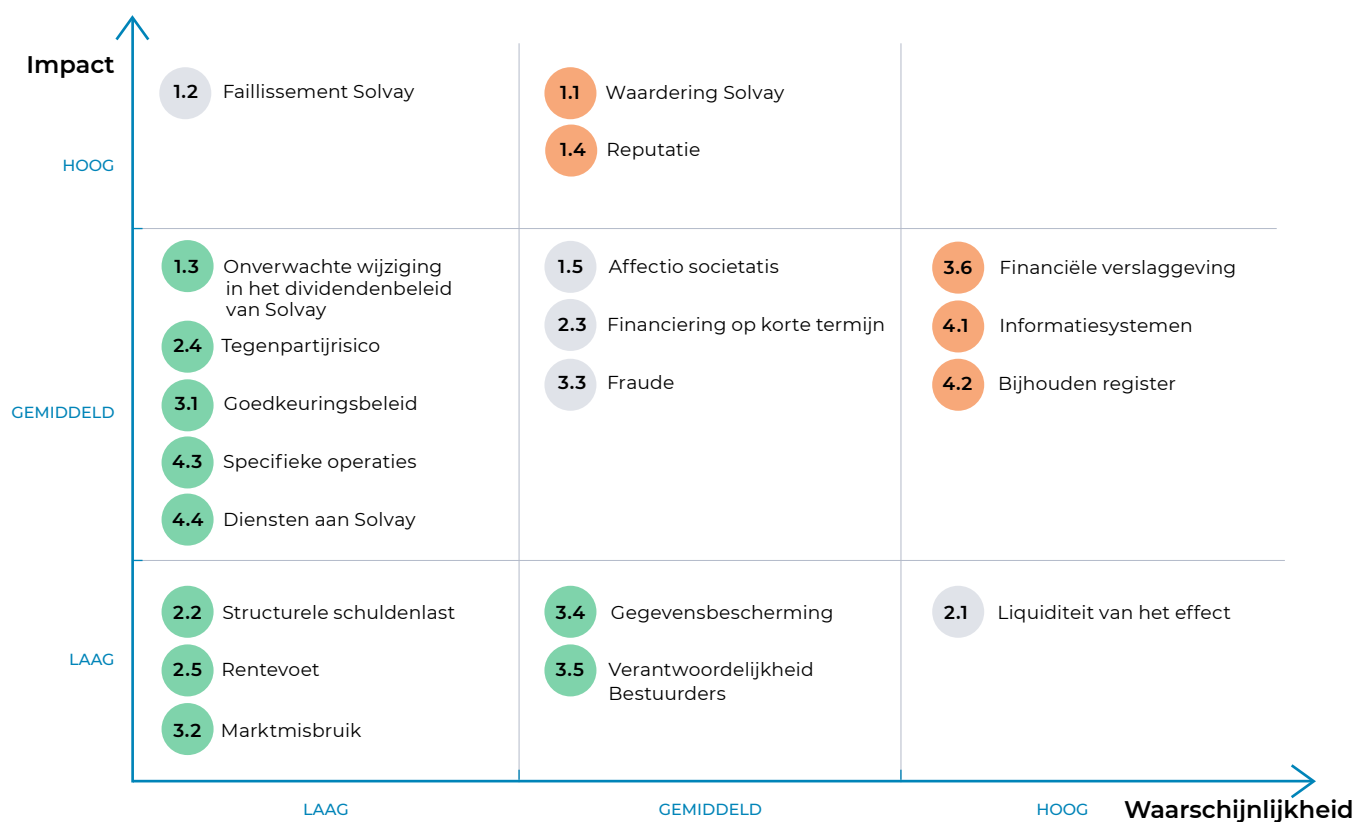 Impact
1.2 Faillissement Solvay
1.1 Waardering Solvay
1.4 Reputatie
HOOG
1.3 Onverwachte wijziging
in het dividendenbeleid
van Solvay
2.4 Tegenpartijrisico
3.1 Goedkeuringsbeleid
4.3 Specifieke operaties
4.4 Diensten aan Solvay
1.5 Affectio societatis
2.3 Financiering op korte termijn
3.3 Fraude
3.6 Financiële verslaggeving
4.1 Informatiesystemen
4.2 Bijhouden register
GEMIDDELD
2.2 Structurele schuldenlast
2.5 Rentevoet
3.2 Marktmisbruik
3.4 Gegevensbescherming
3.5 Verantwoordelijkheid
Bestuurders
2.1 Liquiditeit van het effect
LAAG
LAAG
GEMIDDELD
HOOG
Waarschijnlijkheid